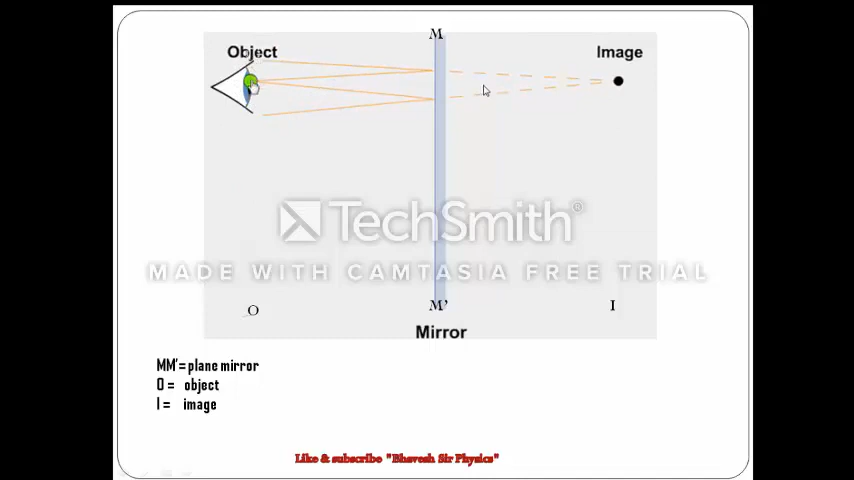 M
Object
Image
TechSmith®
MADE WITH CAMTASIA FREE TRIAL
O
M'
I
Mirror
MM'= plane mirror
O = object
I = image
Like & subscribe "Bhavesh Sir Physics"